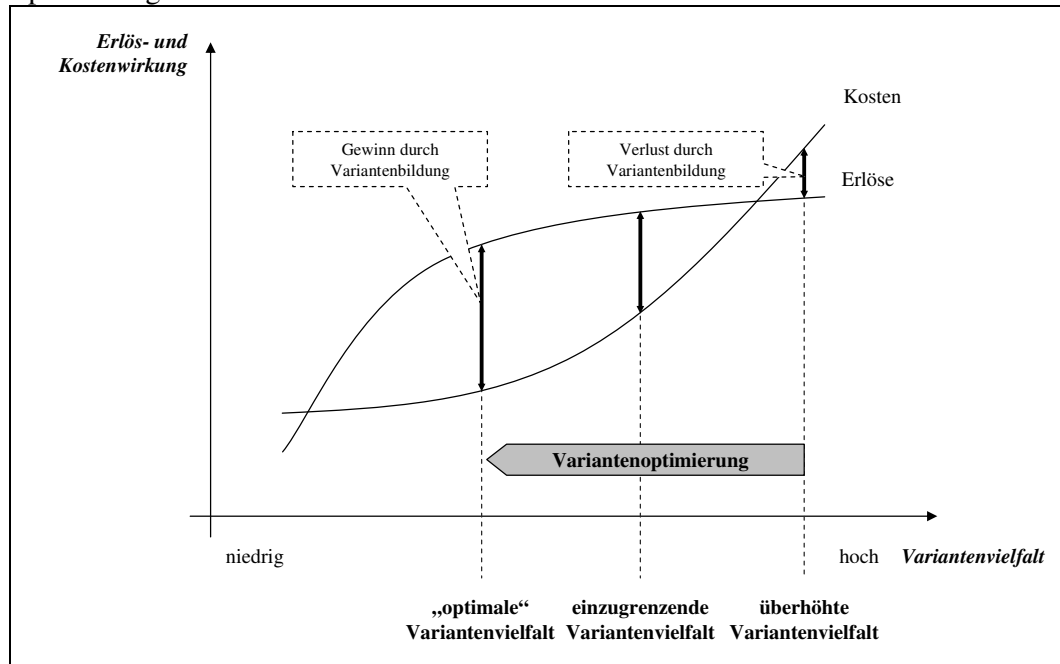 Erlös- und
Kostenwirkung
Kosten
Gewinn durch
Variantenbildung
Verlust durch
Variantenbildung
Erlöse
Variantenoptimierung
niedrig
hoch
Variantenvielfalt
„optimale“
Variantenvielfalt
einzugrenzende
Variantenvielfalt
überhöhte
Variantenvielfalt